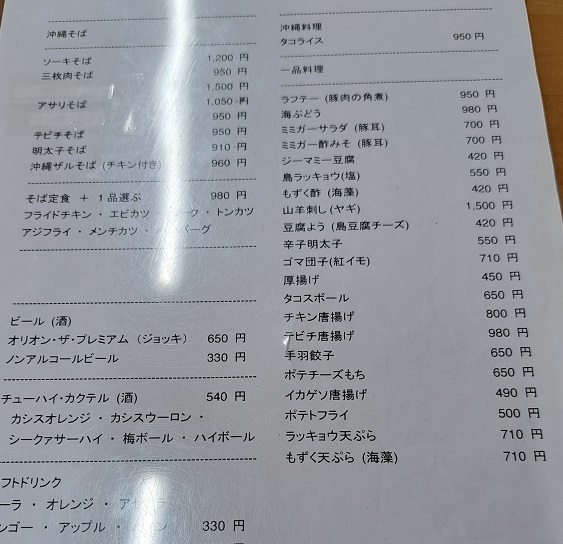 沖縄そば
ソーキそば 1,200 円
三枚肉そば 950 円
1,500 円
アサリそば 1,050 円
950 円
テビチそば 950 円
明太子そば 910 円
沖縄ザルそば (チキン付き) 960 円
そば定食 + 1品選ぶ 980 円
フライドチキン ・ エビカツ ・ ーク ・ トンカツ
アジフライ ・ メンチカツ ・ バーグ
ビール (酒)
オリオン・ザ・プレミアム (ジョッキ) 650 円
ノンアルコールビール 330 円
チューハイ・カクテル (酒) 540 円
カシスオレンジ ・ カシスウーロン ・
シークァサーハイ ・ 梅ボール ・ ハイボール
フトドリンク
ーラ ・ オレンジ ・ ア
ンゴー ・ アップル ・ ン 330 円
沖縄料理
タコライス 950 円
一品料理
ラフテー (豚肉の角煮) 950 円
海ぶどう 980 円
ミミガーサラダ (豚耳) 700 円
ミミガー酢みそ (豚耳) 700 円
ジーマミー豆腐 420 円
島ラッキョウ(塩) 550 円
もずく酢 (海藻) 420 円
山羊刺し (ヤギ) 1,500 円
豆腐よう (島豆腐チーズ) 420 円
辛子明太子 550 円
ゴマ団子(紅イモ) 710 円
厚揚げ 450 円
タコスボール 650 円
チキン唐揚げ 800 円
テビチ唐揚げ 980 円
手羽餃子 650 円
ポテチーズもち 650 円
イカゲソ唐揚げ 490 円
ポテトフライ 500 円
ラッキョウ天ぷら 710 円
もずく天ぷら (海藻) 710 円